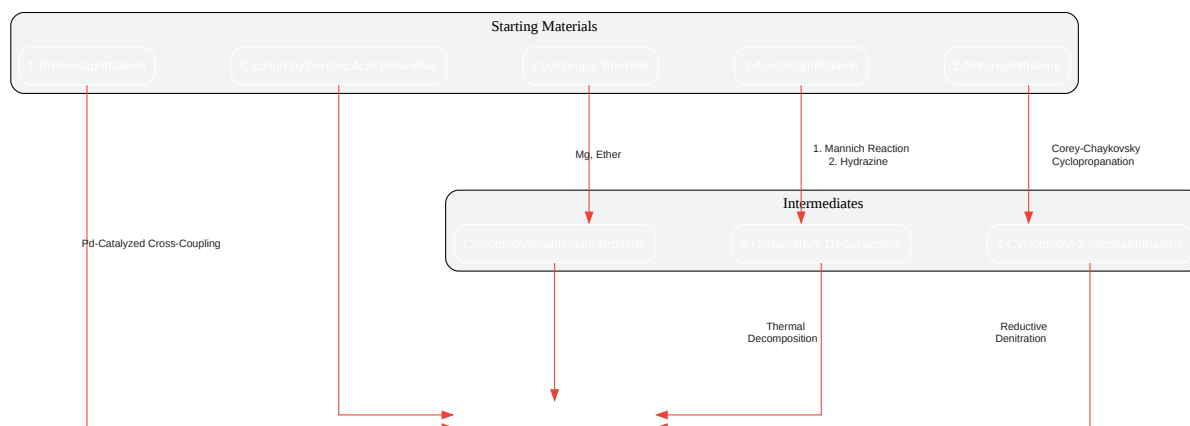 Starting Materials
1-Bromonaphthalene
Cyclopropylboronic Acid Derivative
Cyclopropyl Bromide
1-Acetylnaphthalene
2-Nitronaphthalene
Mg, Ether
1. Mannich Reaction
2. Hydrazine
Corey-Chaykovsky
Cyclopropanation
Intermediates
Pd-Catalyzed Cross-Coupling
Cyclopropylmagnesium Bromide
3-(1-naphthyl)-1H-pyrazoline
1-Cyclopropyl-2-nitronaphthalene
Thermal
Decomposition
Reductive
Denitration